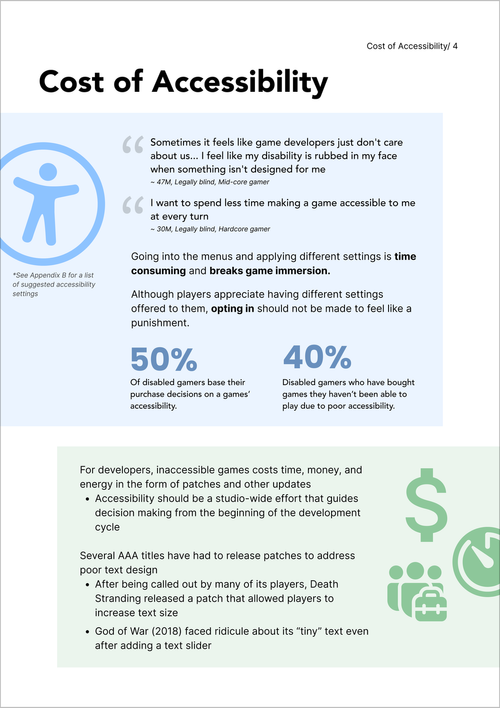 Cost of Accessibility/ 4
Cost of Accessibility
Sometimes it feels like game developers just don't care
about us... I feel like my disability is rubbed in my face
when something isn't designed for me
~ 47M, Legally blind, Mid-core gamer
I want to spend less time making a game accessible to me
at every turn
~ 30M, Legally blind, Hardcore gamer
*See Appendix B for a list
of suggested accessibility
settings
Going into the menus and applying different settings is time
consuming and breaks game immersion.
Although players appreciate having different settings
offered to them, opting in should not be made to feel like a
punishment.
50%
Of disabled gamers base their
purchase decisions on a games'
accessibility.
40%
Disabled gamers who have bought
games they haven't been able to
play due to poor accessibility.
For developers, inaccessible games costs time, money, and
energy in the form of patches and other updates
• Accessibility should be a studio-wide effort that guides
decision making from the beginning of the development
cycle
Several AAA titles have had to release patches to address
poor text design
• After being called out by many of its players, Death
Stranding released a patch that allowed players to
increase text size
• God of War (2018) faced ridicule about its "tiny" text even
after adding a text slider